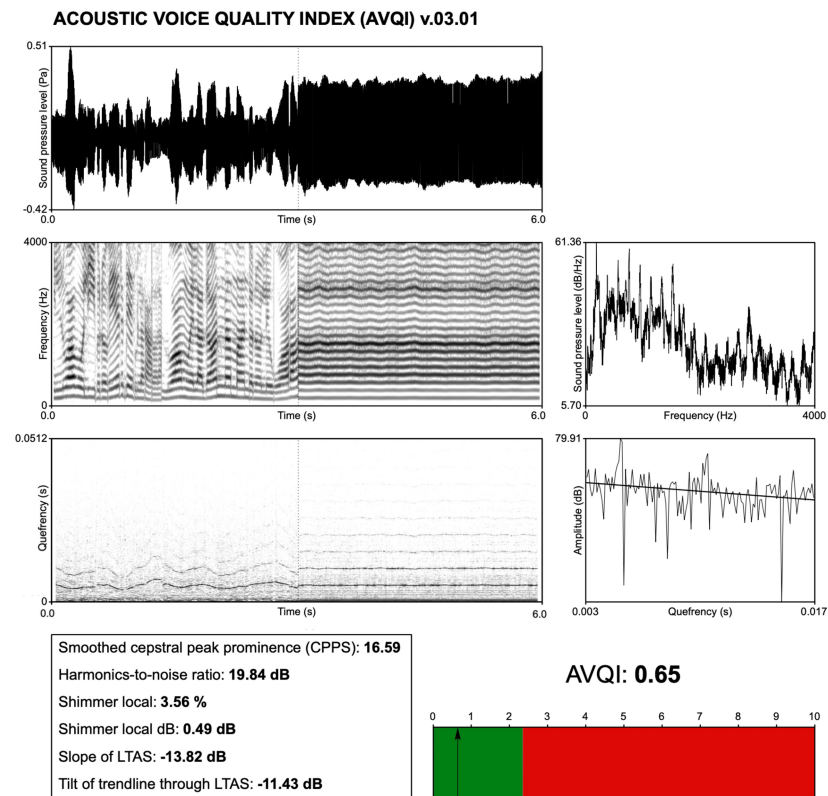 ACOUSTIC VOICE QUALITY INDEX (AVQI) v.03.01
0.51
Sound pressure level (Pa)
-0.42
0.0
Time (s)
6.0
4000
Frequency (Hz)
0
0.0
Time (s)
6.0
61.36
Sound pressure level (dB/Hz)
5.70
0
Frequency (Hz)
4000
0.0512
Quefrency (s)
0
0.0
Time (s)
6.0
79.91
Amplitude (dB)
0.003
Quefrency (s)
0.017
Smoothed cepstral peak prominence (CPPS): 16.59
Harmonics-to-noise ratio: 19.84 dB
Shimmer local: 3.56 %
Shimmer local dB: 0.49 dB
Slope of LTAS: -13.82 dB
Tilt of trendline through LTAS: -11.43 dB
AVQI: 0.65
0 1 2 3 4 5 6 7 8 9 10